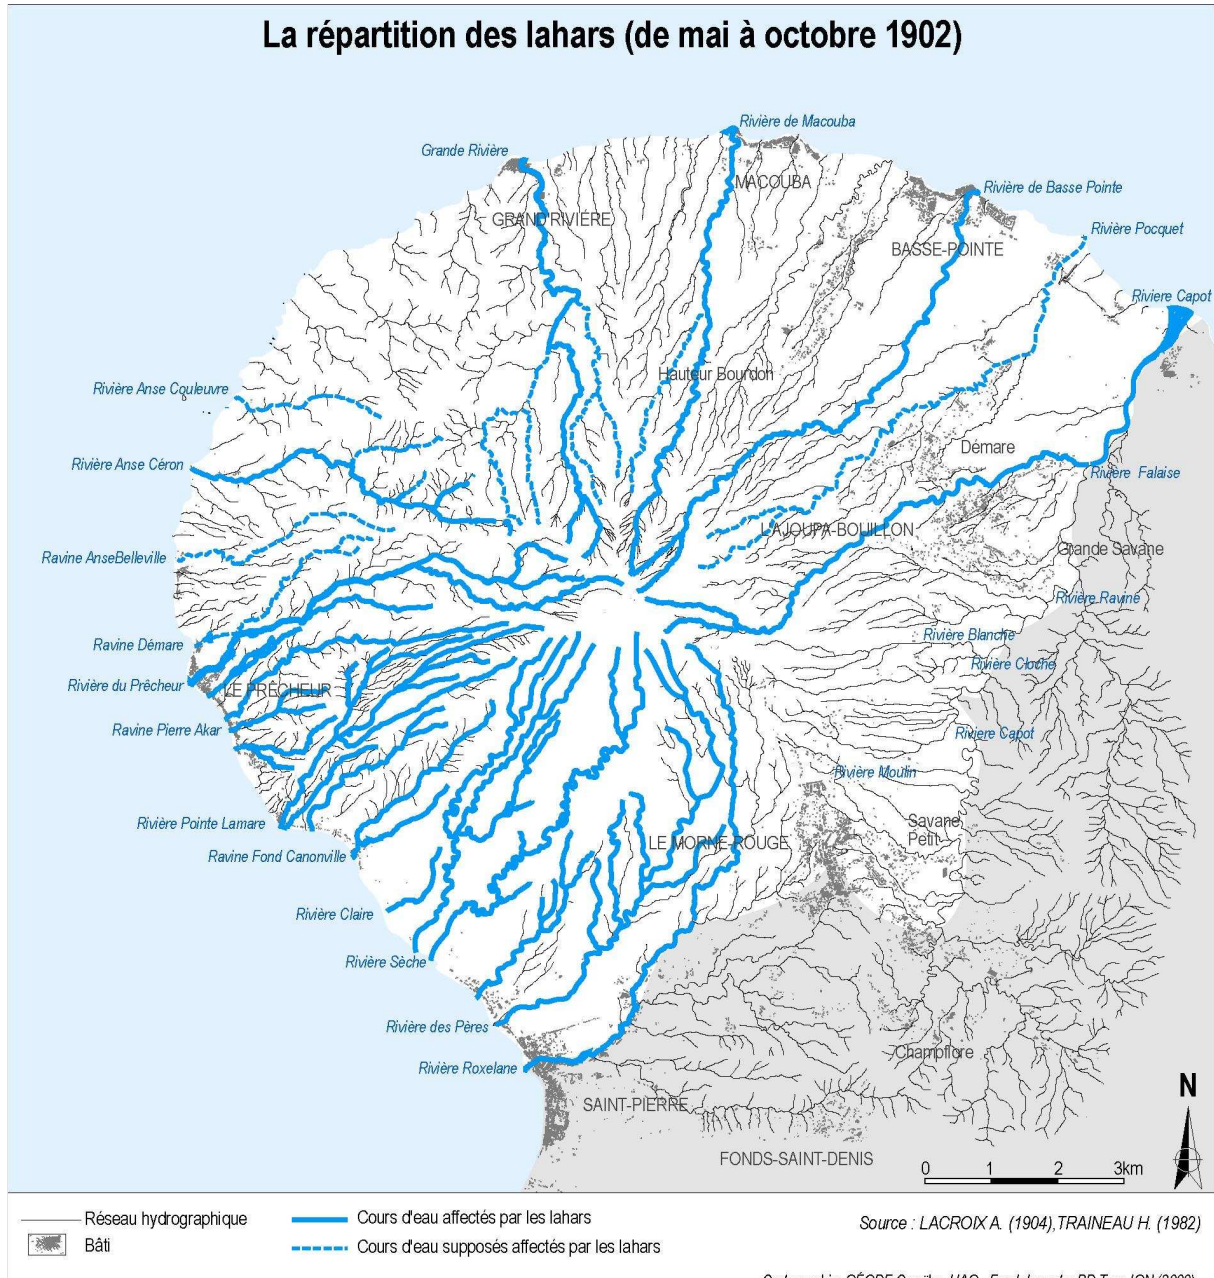 La répartition des lahars (de mai à octobre 1902)
Rivière de Macouba
Grande Rivière
MACOUBA
Rivière de Basse Pointe
GRAND'RIVIÈRE
Rivière Pocquet
BASSE-POINTE
Riviere Capot
Hauteur Bourdon
Rivière Anse Couleuvre
Démare
Rivière Anse Céron
Rivière Falaise
L'AJOUPA-BOUILLON
Grande Savane
Ravine AnseBelleville
Rivière Ravine
Rivière Blanche
Ravine Démare
Rivière Cloche
Rivière du Prêcheur
LE PRÊCHEUR
Ravine Pierre Akar
Riviere Capot
Rivière Moulin
Rivière Pointe Lamare
Savane
Petit
LE MORNE-ROUGE
Ravine Fond Canonville
Rivière Claire
Rivière Sèche
Rivière des Pères
Champflore
Rivière Roxelane
SAINT-PIERRE
FONDS-SAINT-DENIS
N
0 1 2 3km
Réseau hydrographique
Bâti
Cours d'eau affectés par les lahars
Cours d'eau supposés affectés par les lahars
Source : LACROIX A. (1904),TRAINEAU H. (1982)